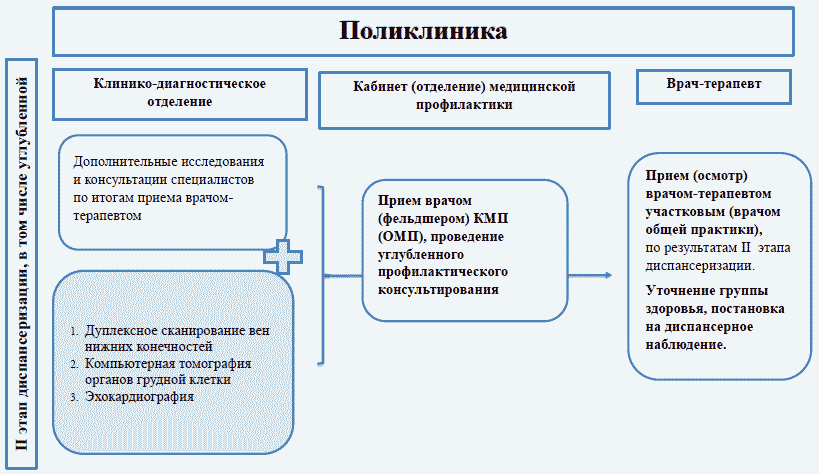 Поликлиника
II этап диспансеризации, в том числе углубленной
Клинико-диагностическое
отделение
Кабинет (отделение) медицинской
профилактики
Врач-терапевт
Дополнительные исследования
и консультации специалистов
по итогам приема врачом-
терапевтом
1. Дуплексное сканирование вен
нижних конечностей
2. Компьютерная томография
органов грудной клетки
3. Эхокардиография
Прием врачом
(фельдшером) КМП
(ОМП), проведение
углубленного
профилактического
консультирования
Прием (осмотр)
врачом-терапевтом
участковым (врачом
общей практики),
по результатам II этапа
диспансеризации.
Уточнение группы
здоровья, постановка
на диспансерное
наблюдение.